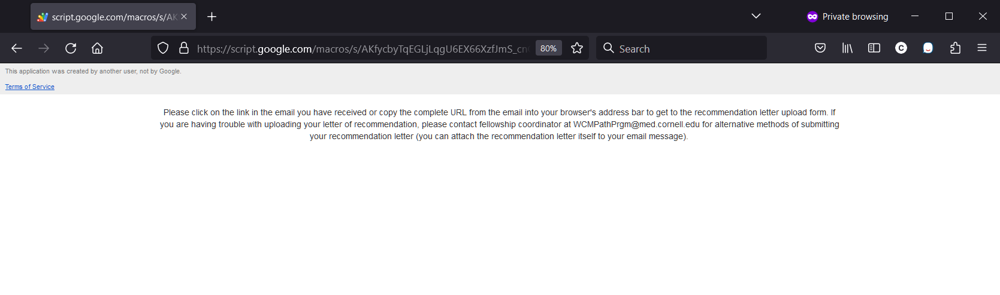 script.google.com/macros/s/AK
Private browsing
https://script.google.com/macros/s/AKfycbyTqEGLjLqgU6EX66XzfJmS_cn
80%
Search
This application was created by another user, not by Google.
Terms of Service
Please click on the link in the email you have received or copy the complete URL from the email into your browser's address bar to get to the recommendation letter upload form. If
you are having trouble with uploading your letter of recommendation, please contact fellowship coordinator at WCMPathPrgm@med.cornell.edu for alternative methods of submitting
your recommendation letter (you can attach the recommendation letter itself to your email message).